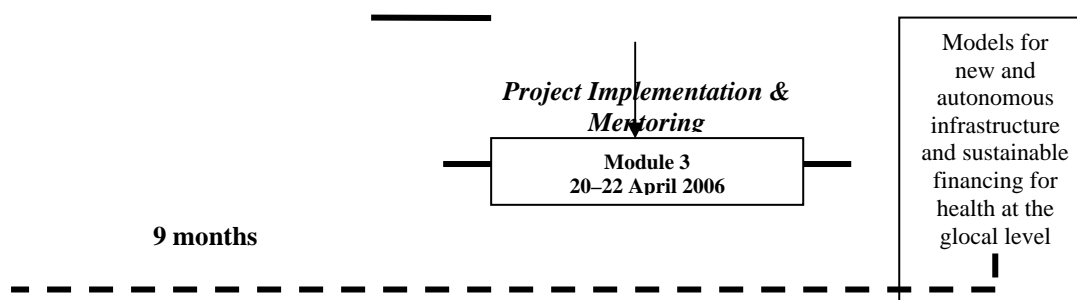 Project Implementation &
Mentoring
Module 3
20–22 April 2006
9 months
Models for
new and
autonomous
infrastructure
and sustainable
financing for
health at the
glocal level